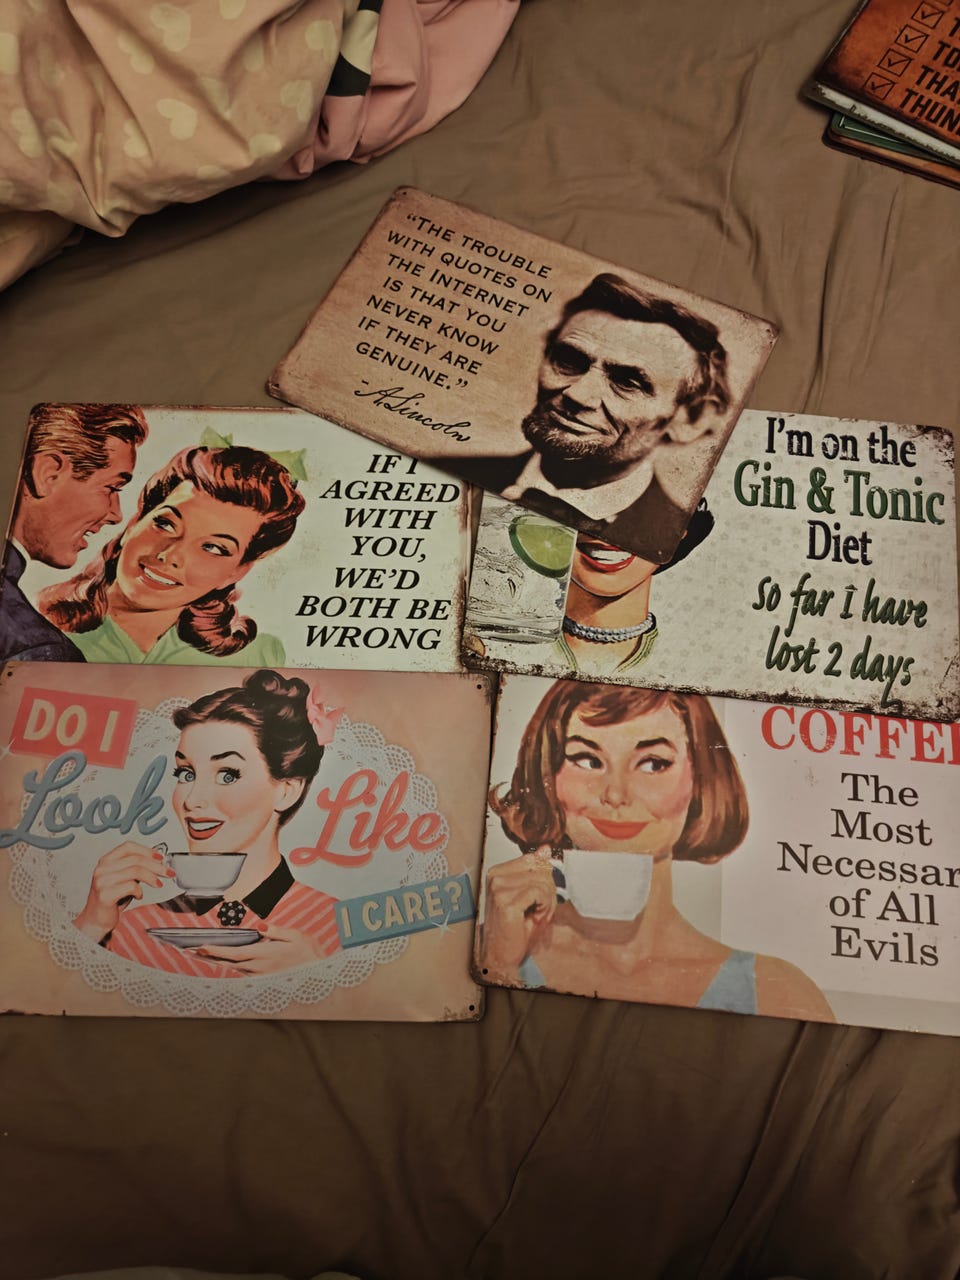 THUN
"THE TROUBLE
WITH QUOTES ON
THE INTERNET
IS THAT YOU
NEVER KNOW
IF THEY ARE
GENUINE."
- A. Lincoln
IF I
AGREED
WITH
YOU,
WE'D
BOTH BE
WRONG
I'm on the
Gin & Tonic
Diet
so far I have
lost 2 days
DO I
Look
Like
I CARE?
COFFEE
The
Most
Necessar
of All
Evils